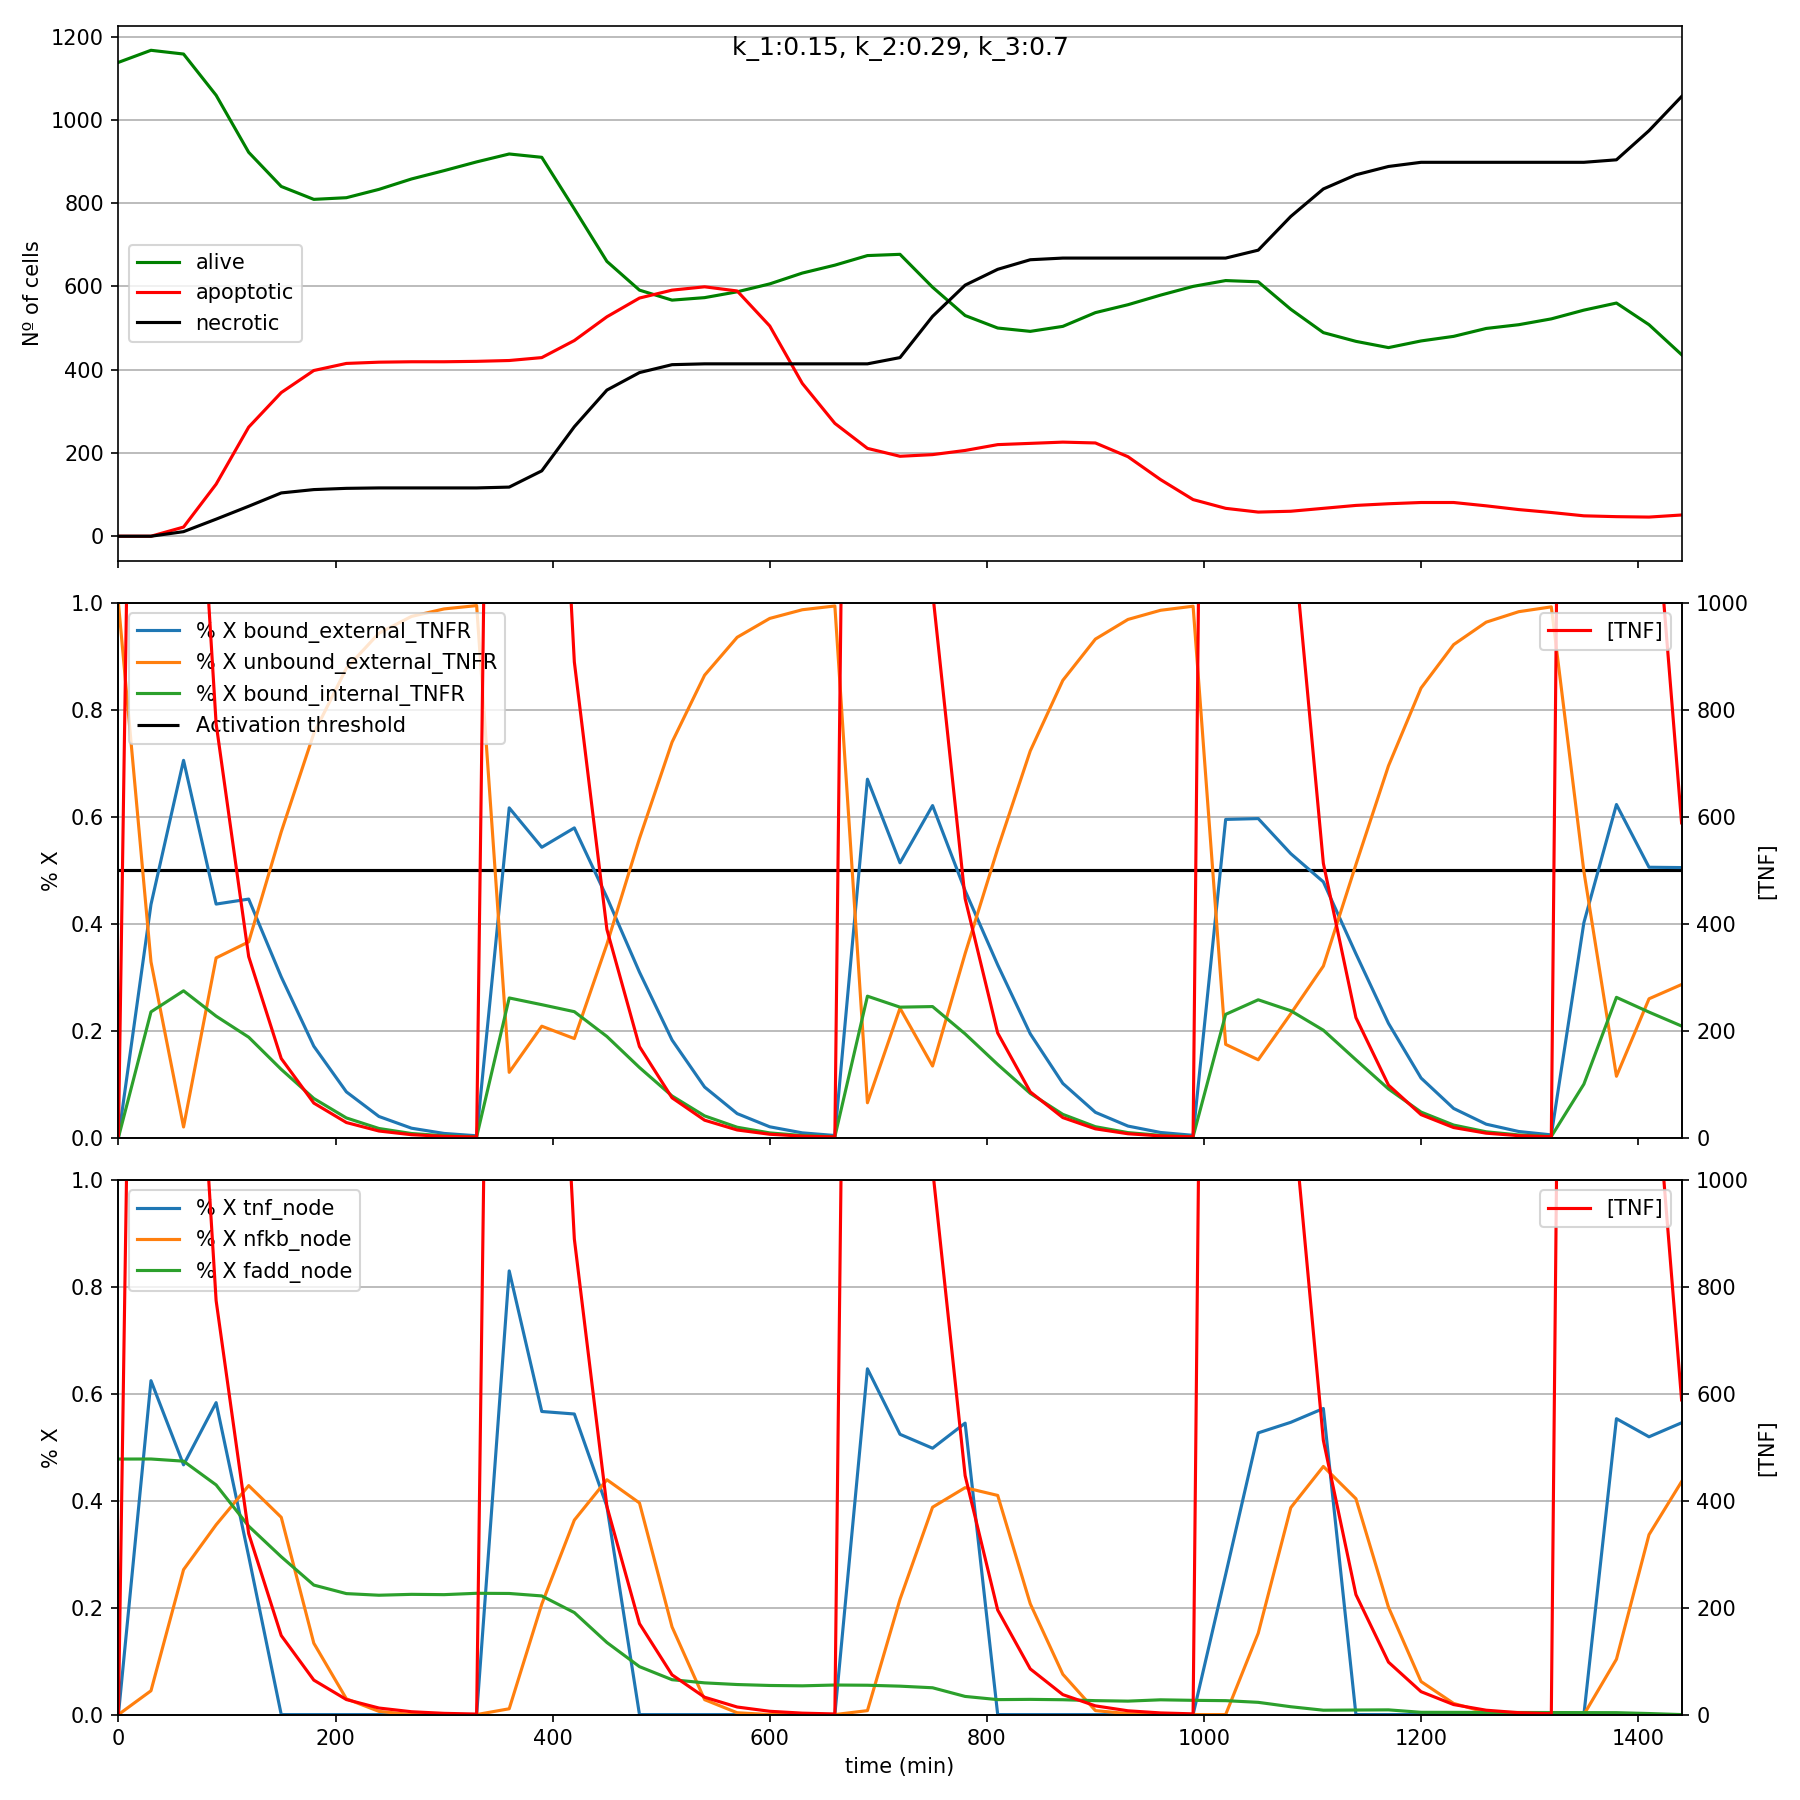 k_1:0.15, k_2:0.29, k_3:0.7
1200
1000
800
600
400
200
0
Nº of cells
alive
apoptotic
necrotic
1.0
0.8
0.6
0.4
0.2
0.0
% X
% X bound_external_TNFR
% X unbound_external_TNFR
% X bound_internal_TNFR
Activation threshold
[TNF]
1000
800
600
400
200
0
[TNF]
1.0
0.8
0.6
0.4
0.2
0.0
% X
% X tnf_node
% X nfkb_node
% X fadd_node
[TNF]
1000
800
600
400
200
0
[TNF]
0 200 400 600 800 1000 1200 1400
time (min)